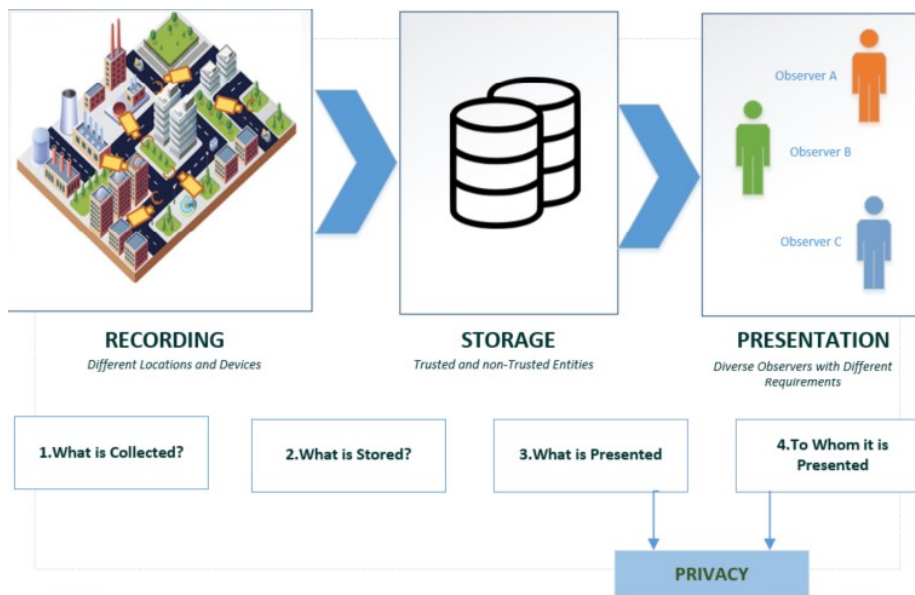 Observer A
Observer B
Observer C
RECORDING
Different Locations and Devices
STORAGE
Trusted and non-Trusted Entities
PRESENTATION
Diverse Observers with Different
Requirements
1.What is Collected?
2.What is Stored?
3.What is Presented
4.To Whom it is
Presented
PRIVACY